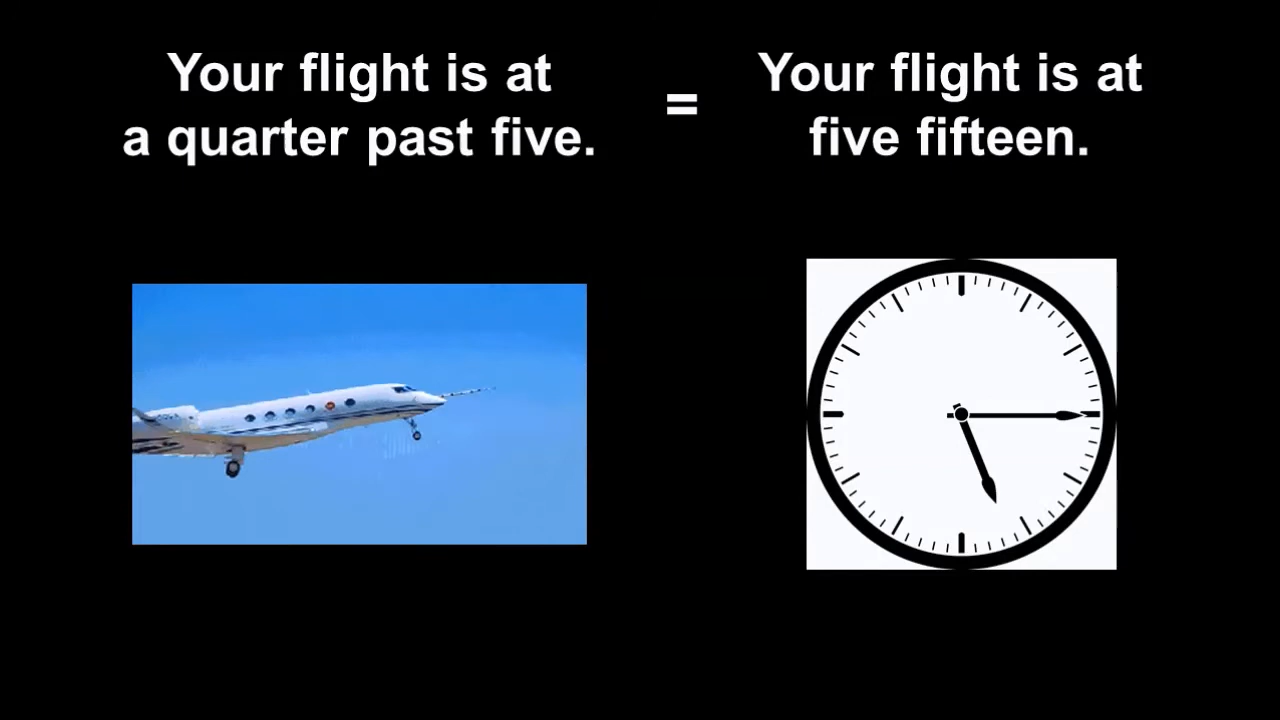 Your flight is at
a quarter past five.
=
Your flight is at
five fifteen.